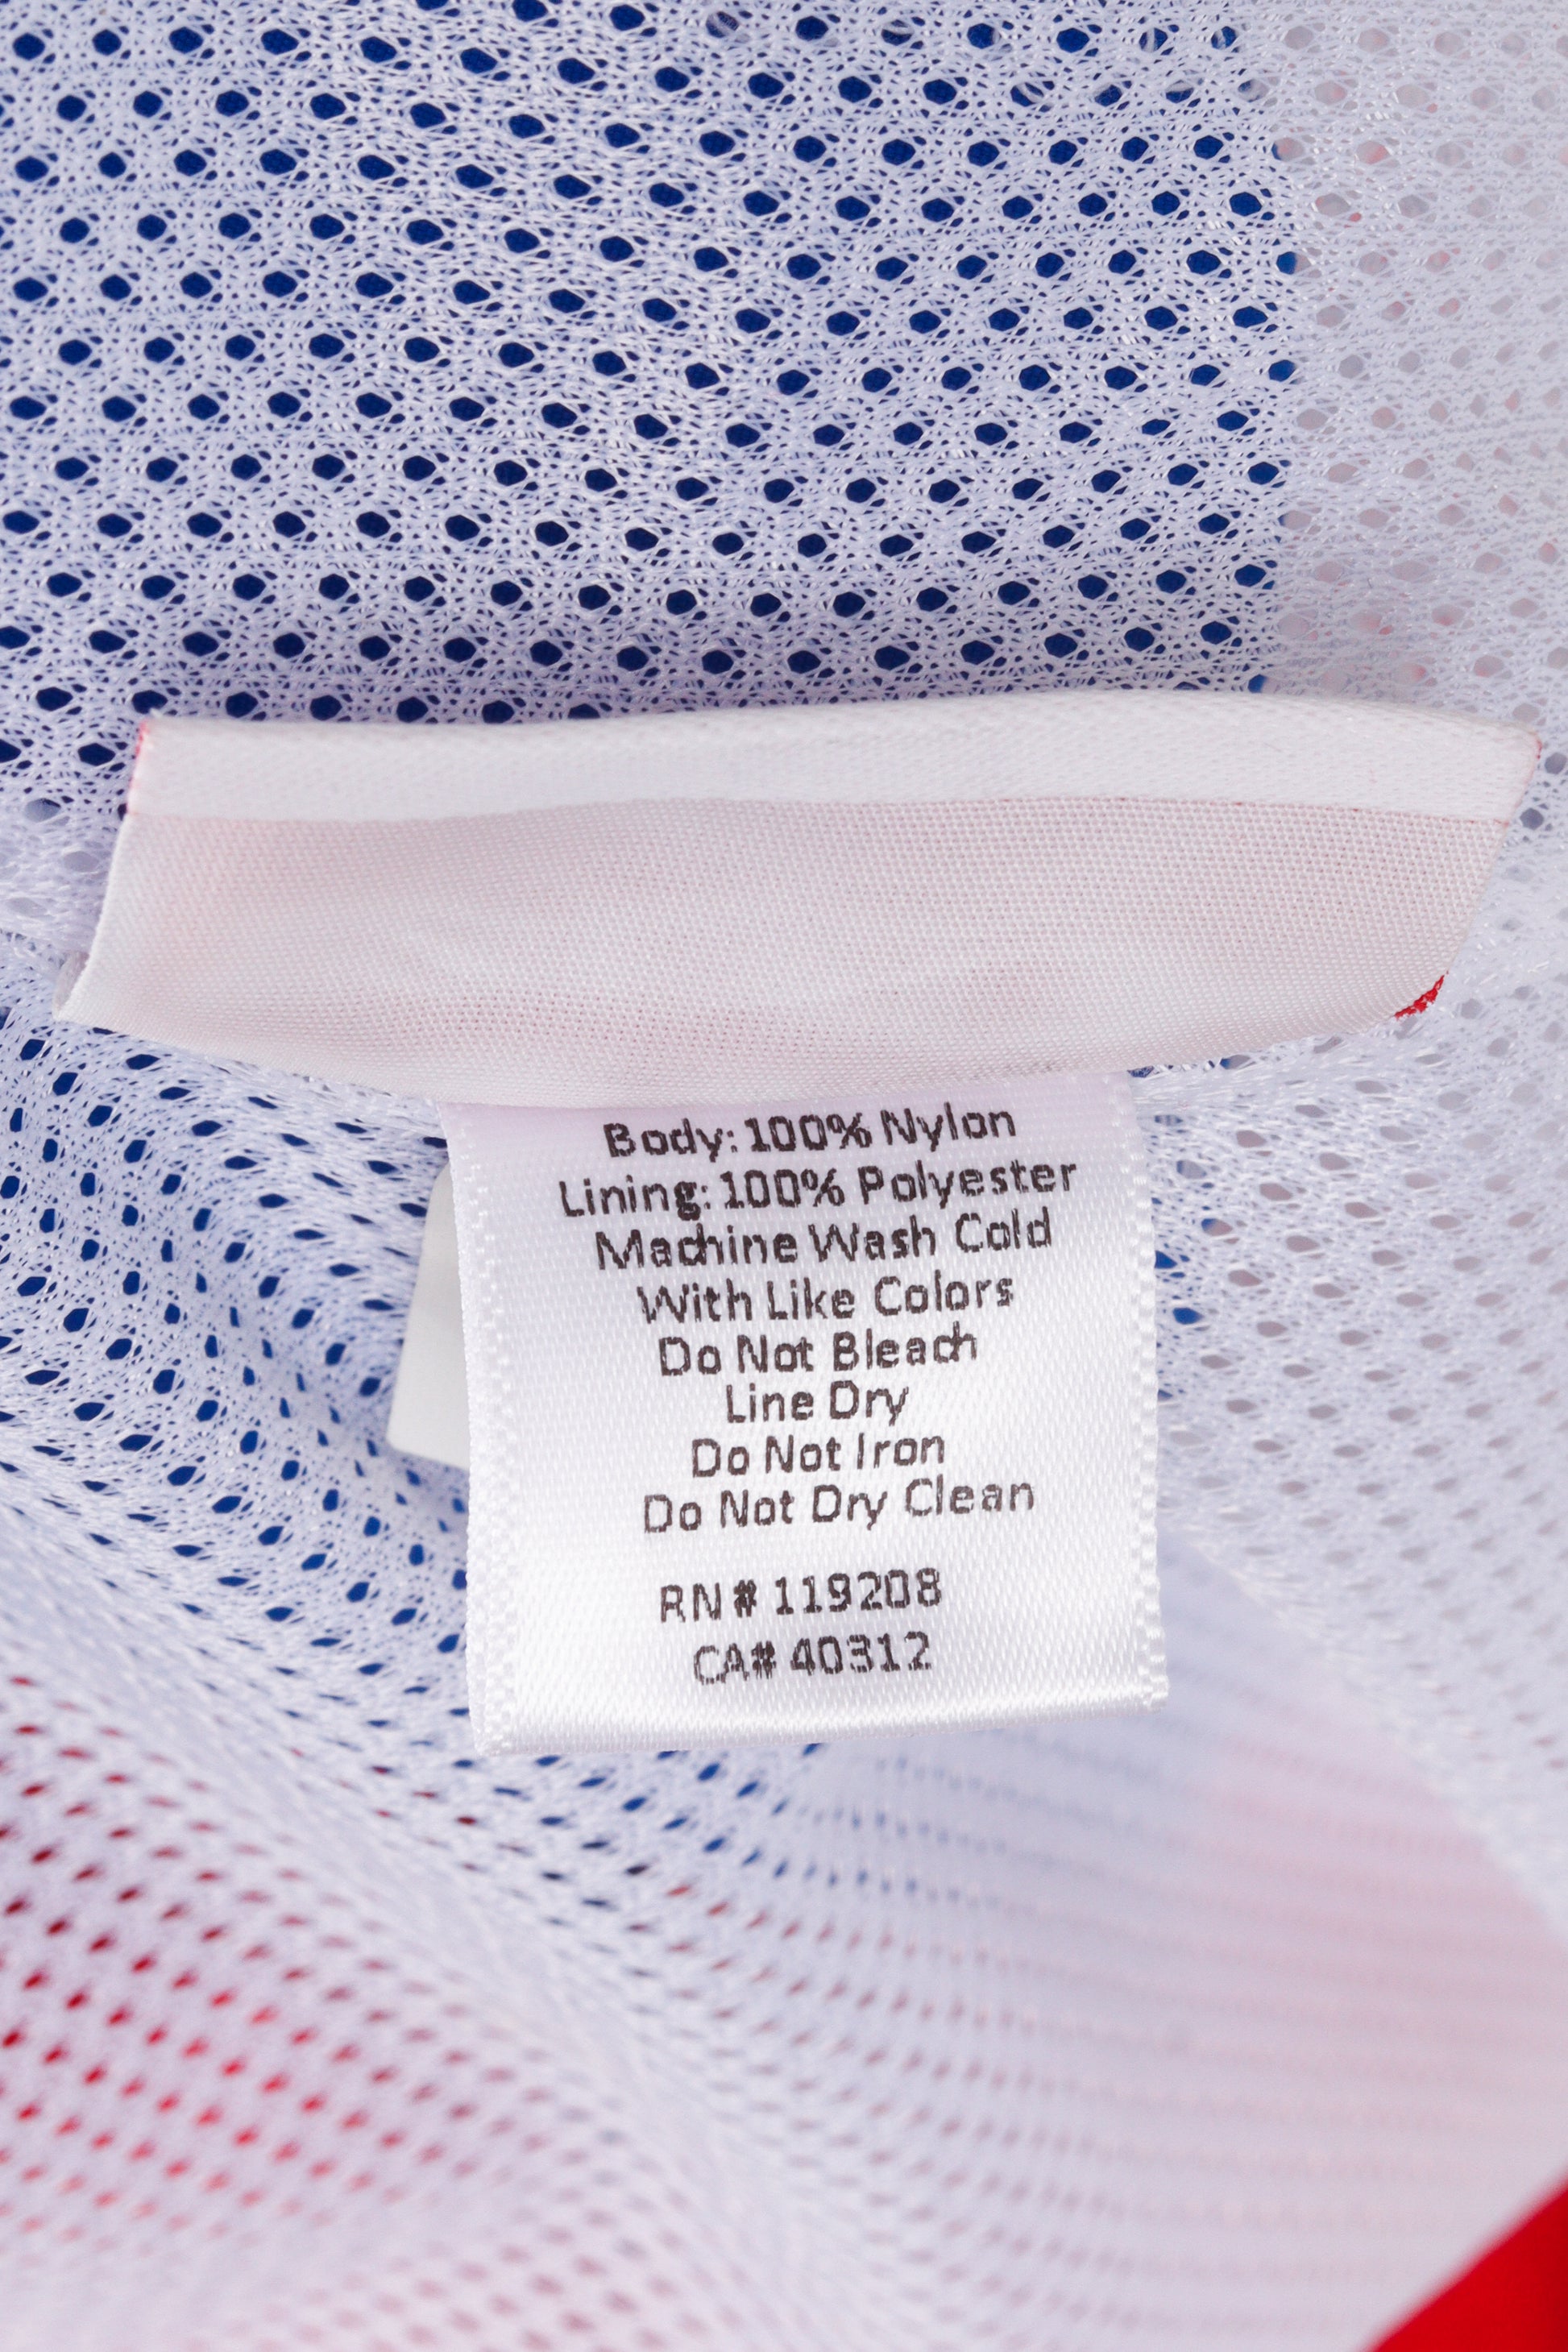 Body: 100% Nylon
Lining: 100% Polyester
Machine Wash Cold
With Like Colors
Do Not Bleach
Line Dry
Do Not Iron
Do Not Dry Clean
RN# 119208
CA# 40312